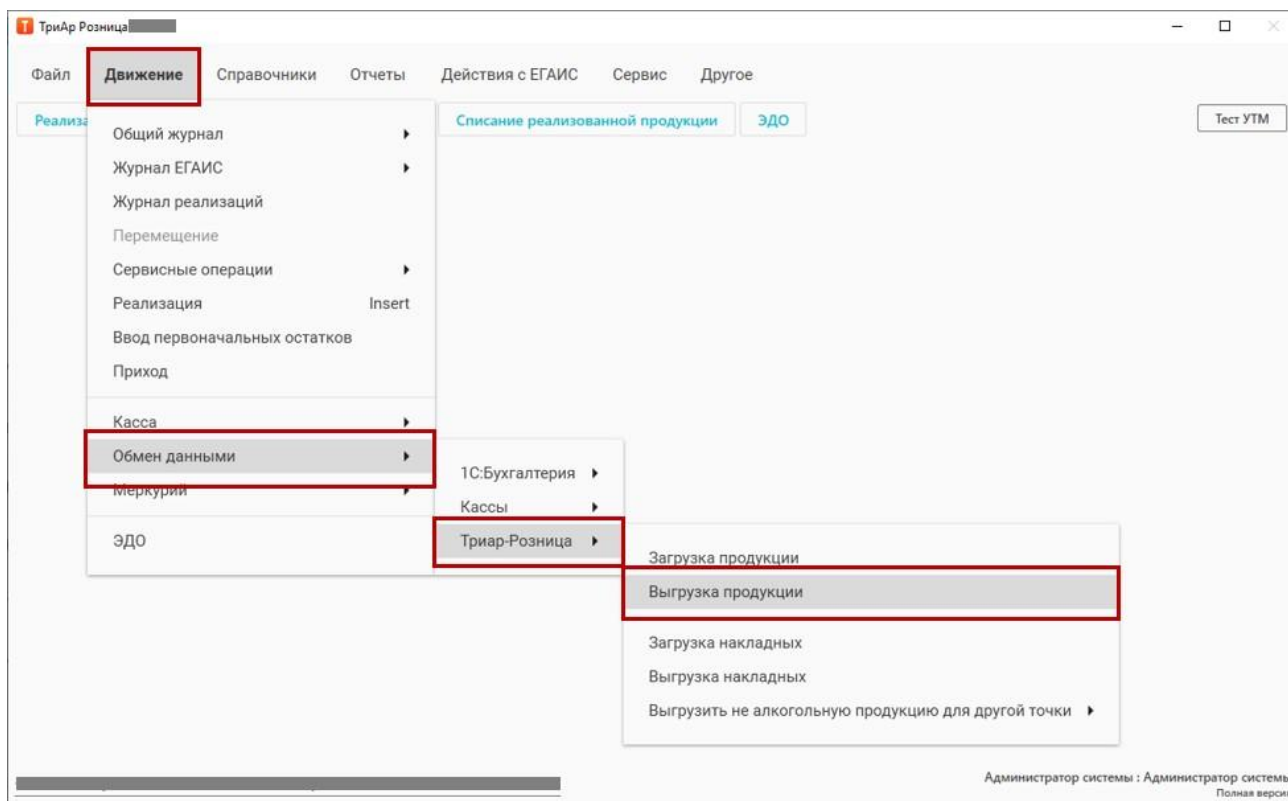 ТриАр Розница
Файл Движение Справочники Отчеты Действия с ЕГАИС Сервис Другое
Реализа Списание реализованной продукции ЭДО Тест УТМ
Общий журнал
Журнал ЕГАИС
Журнал реализаций
Перемещение
Сервисные операции
Реализация Insert
Ввод первоначальных остатков
Приход
Касса
Обмен данными
Меркурий
ЭДО
1С:Бухгалтерия
Кассы
Триар-Розница
Загрузка продукции
Выгрузка продукции
Загрузка накладных
Выгрузка накладных
Выгрузить не алкогольную продукцию для другой точки
Администратор системы : Администратор системы
Полная верси